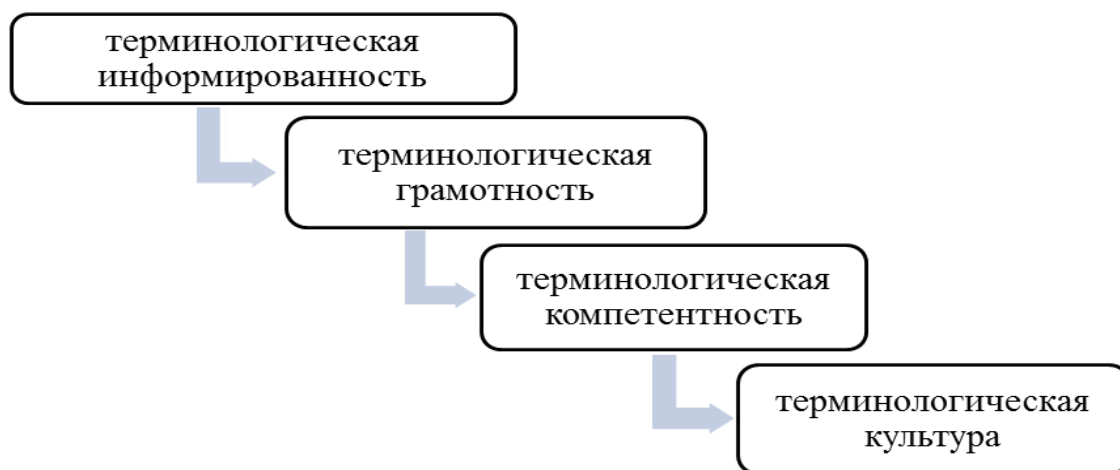 терминологическая
информированность
терминологическая
грамотность
терминологическая
компетентность
терминологическая
культура